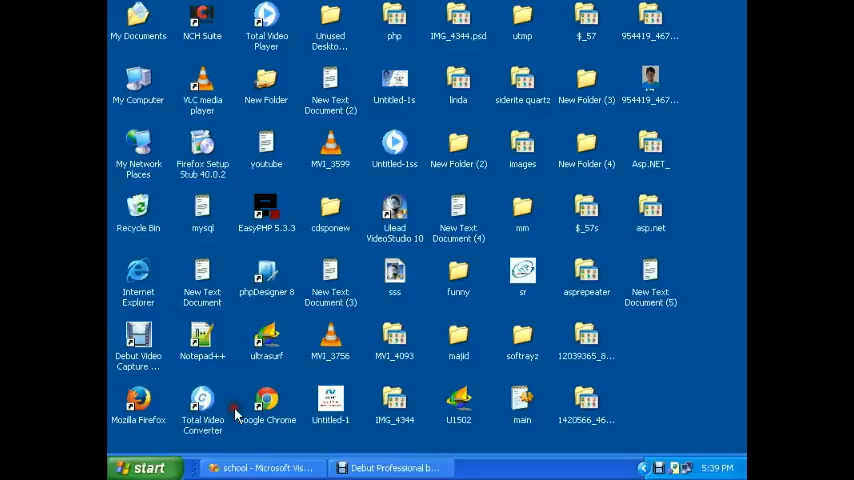 My Documents
NCH Suite
Total Video
Player
Unused
Deskto...
php
IMG_4344.psd
utmp
$_57
954419_467...
My Computer
VLC media
player
New Folder
New Text
Document (2)
Untitled-1s
linda
siderite quartz
New Folder (3)
954419_467...
My Network
Places
Firefox Setup
Stub 40.0.2
youtube
MVI_3599
Untitled-1ss
New Folder (2)
images
New Folder (4)
Asp.NET_
Recycle Bin
mysql
EasyPHP 5.3.3
cdsponew
Ulead
VideoStudio 10
New Text
Document (4)
mm
$_57s
asp.net
Internet
Explorer
New Text
Document
phpDesigner 8
New Text
Document (3)
sss
funny
sr
asprepeater
New Text
Document (5)
Debut Video
Capture ...
Notepad++
ultrasurf
MVI_3756
MVI_4093
majid
softrayz
12039365_8...
Mozilla Firefox
Total Video
Converter
Google Chrome
Untitled-1
IMG_4344
U1502
main
1420566_46...
start
school - Microsoft Vis...
Debut Professional b...
5:39 PM